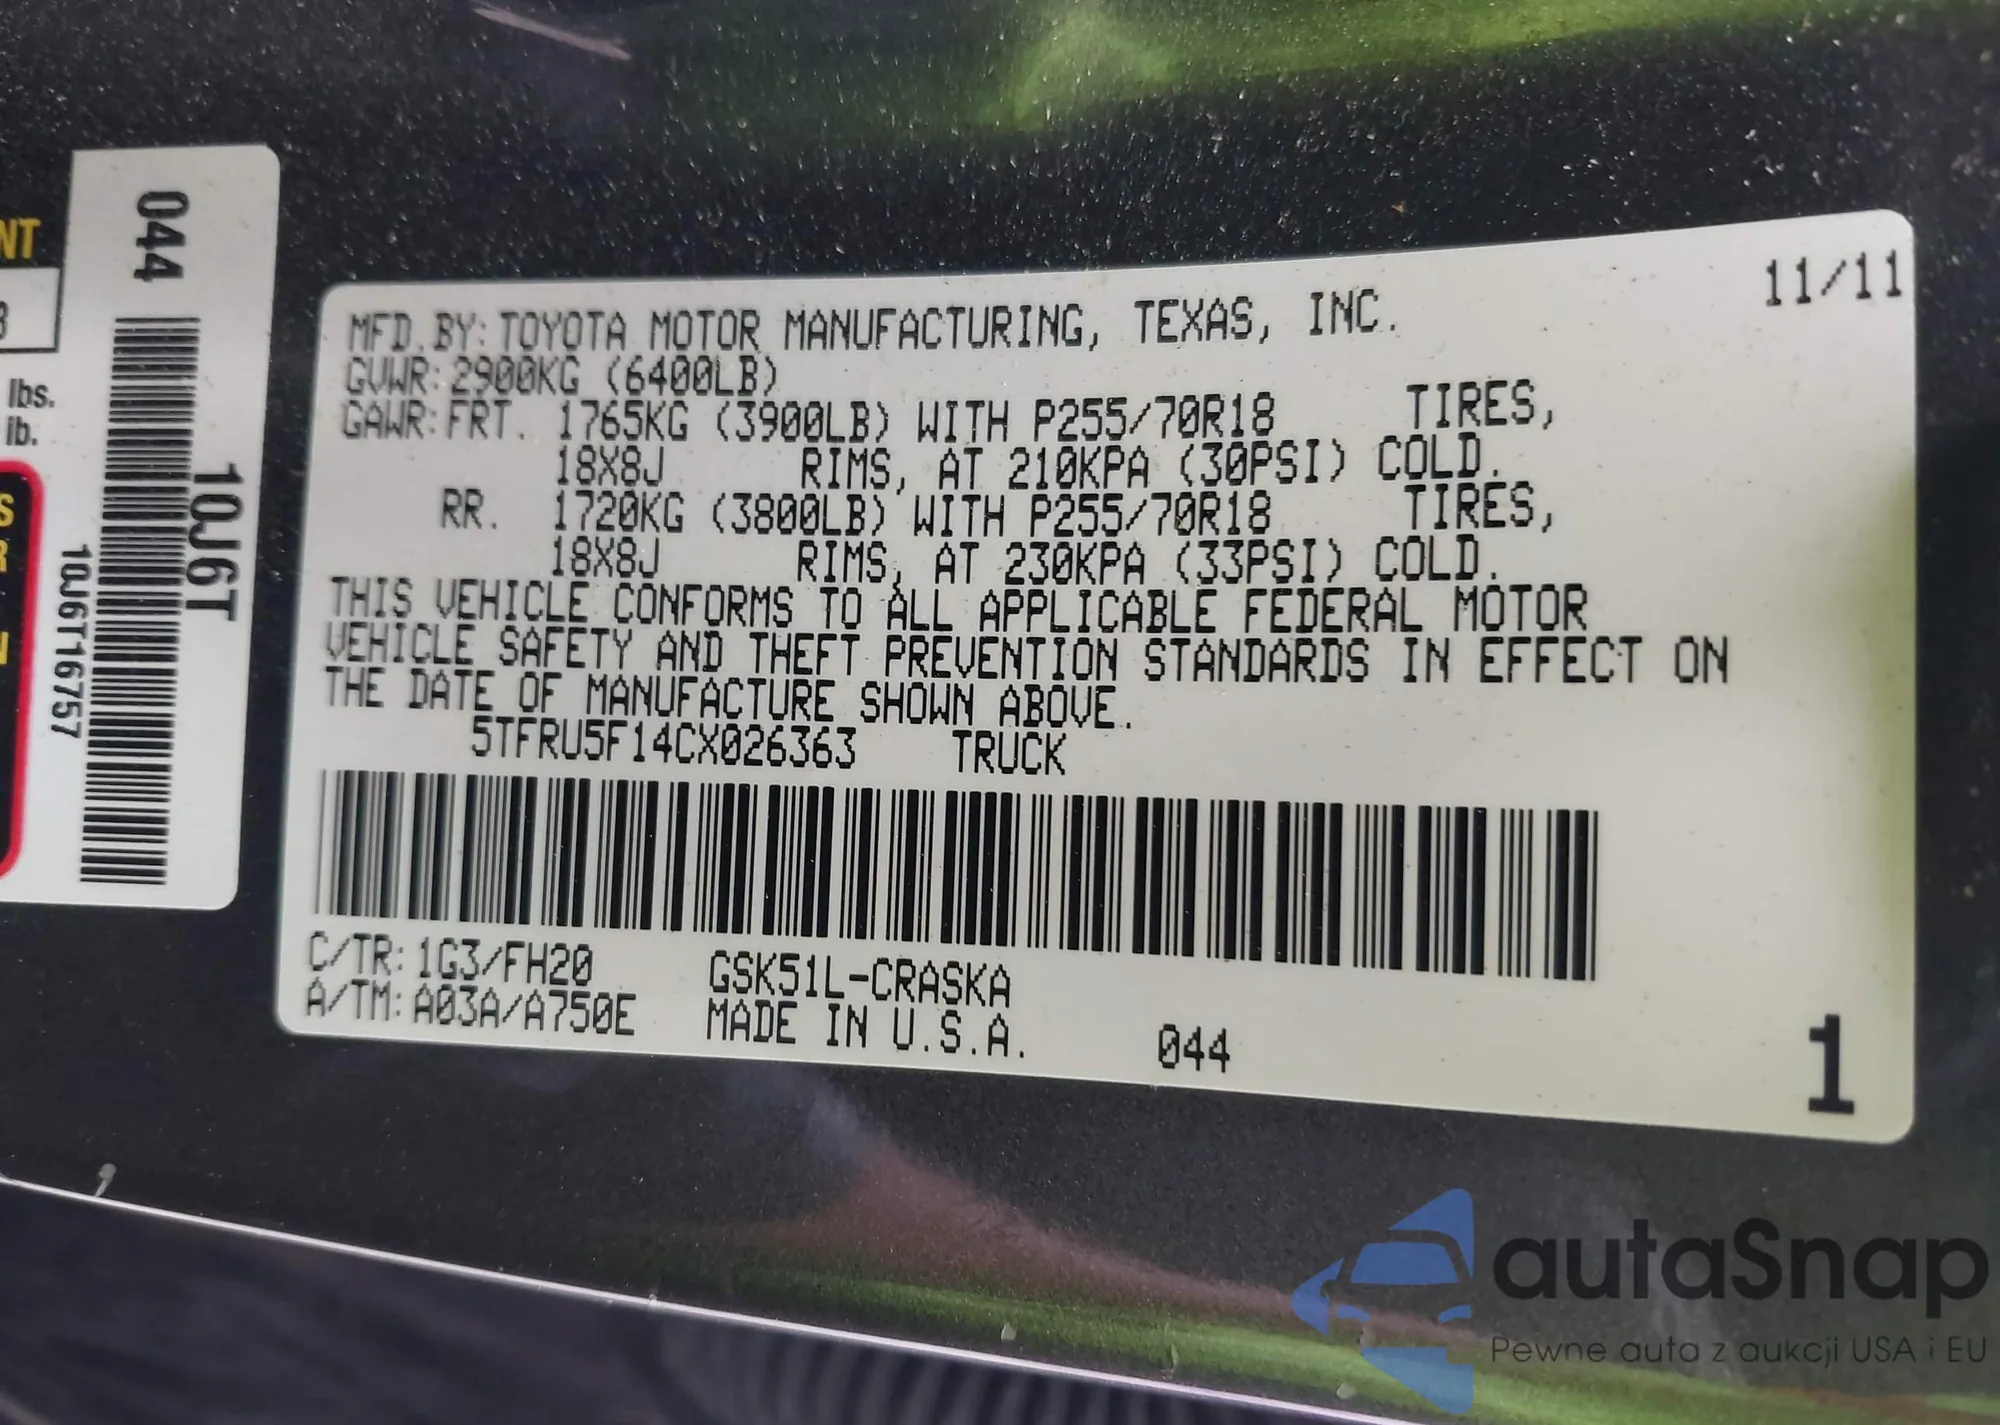 NT
lbs.
lb.
S
R
N
044
10J6T
10J6T16757
11/11
MFD.BY: TOYOTA MOTOR MANUFACTURING, TEXAS, INC.
GVWR: 2900KG (6400LB)
GAWR: FRT. 1765KG (3900LB) WITH P255/70R18 TIRES,
18X8J RIMS, AT 210KPA (30PSI) COLD.
RR. 1720KG (3800LB) WITH P255/70R18 TIRES,
18X8J RIMS, AT 230KPA (33PSI) COLD.
THIS VEHICLE CONFORMS TO ALL APPLICABLE FEDERAL MOTOR
VEHICLE SAFETY AND THEFT PREVENTION STANDARDS IN EFFECT ON
THE DATE OF MANUFACTURE SHOWN ABOVE.
5TFRU5F14CX026363 TRUCK
C/TR: 1G3/FH20 GSK51L-CRASKA
A/TM: A03A/A750E MADE IN U.S.A. 044
1
autaSnap
Pewne auta z aukcji USA i EU